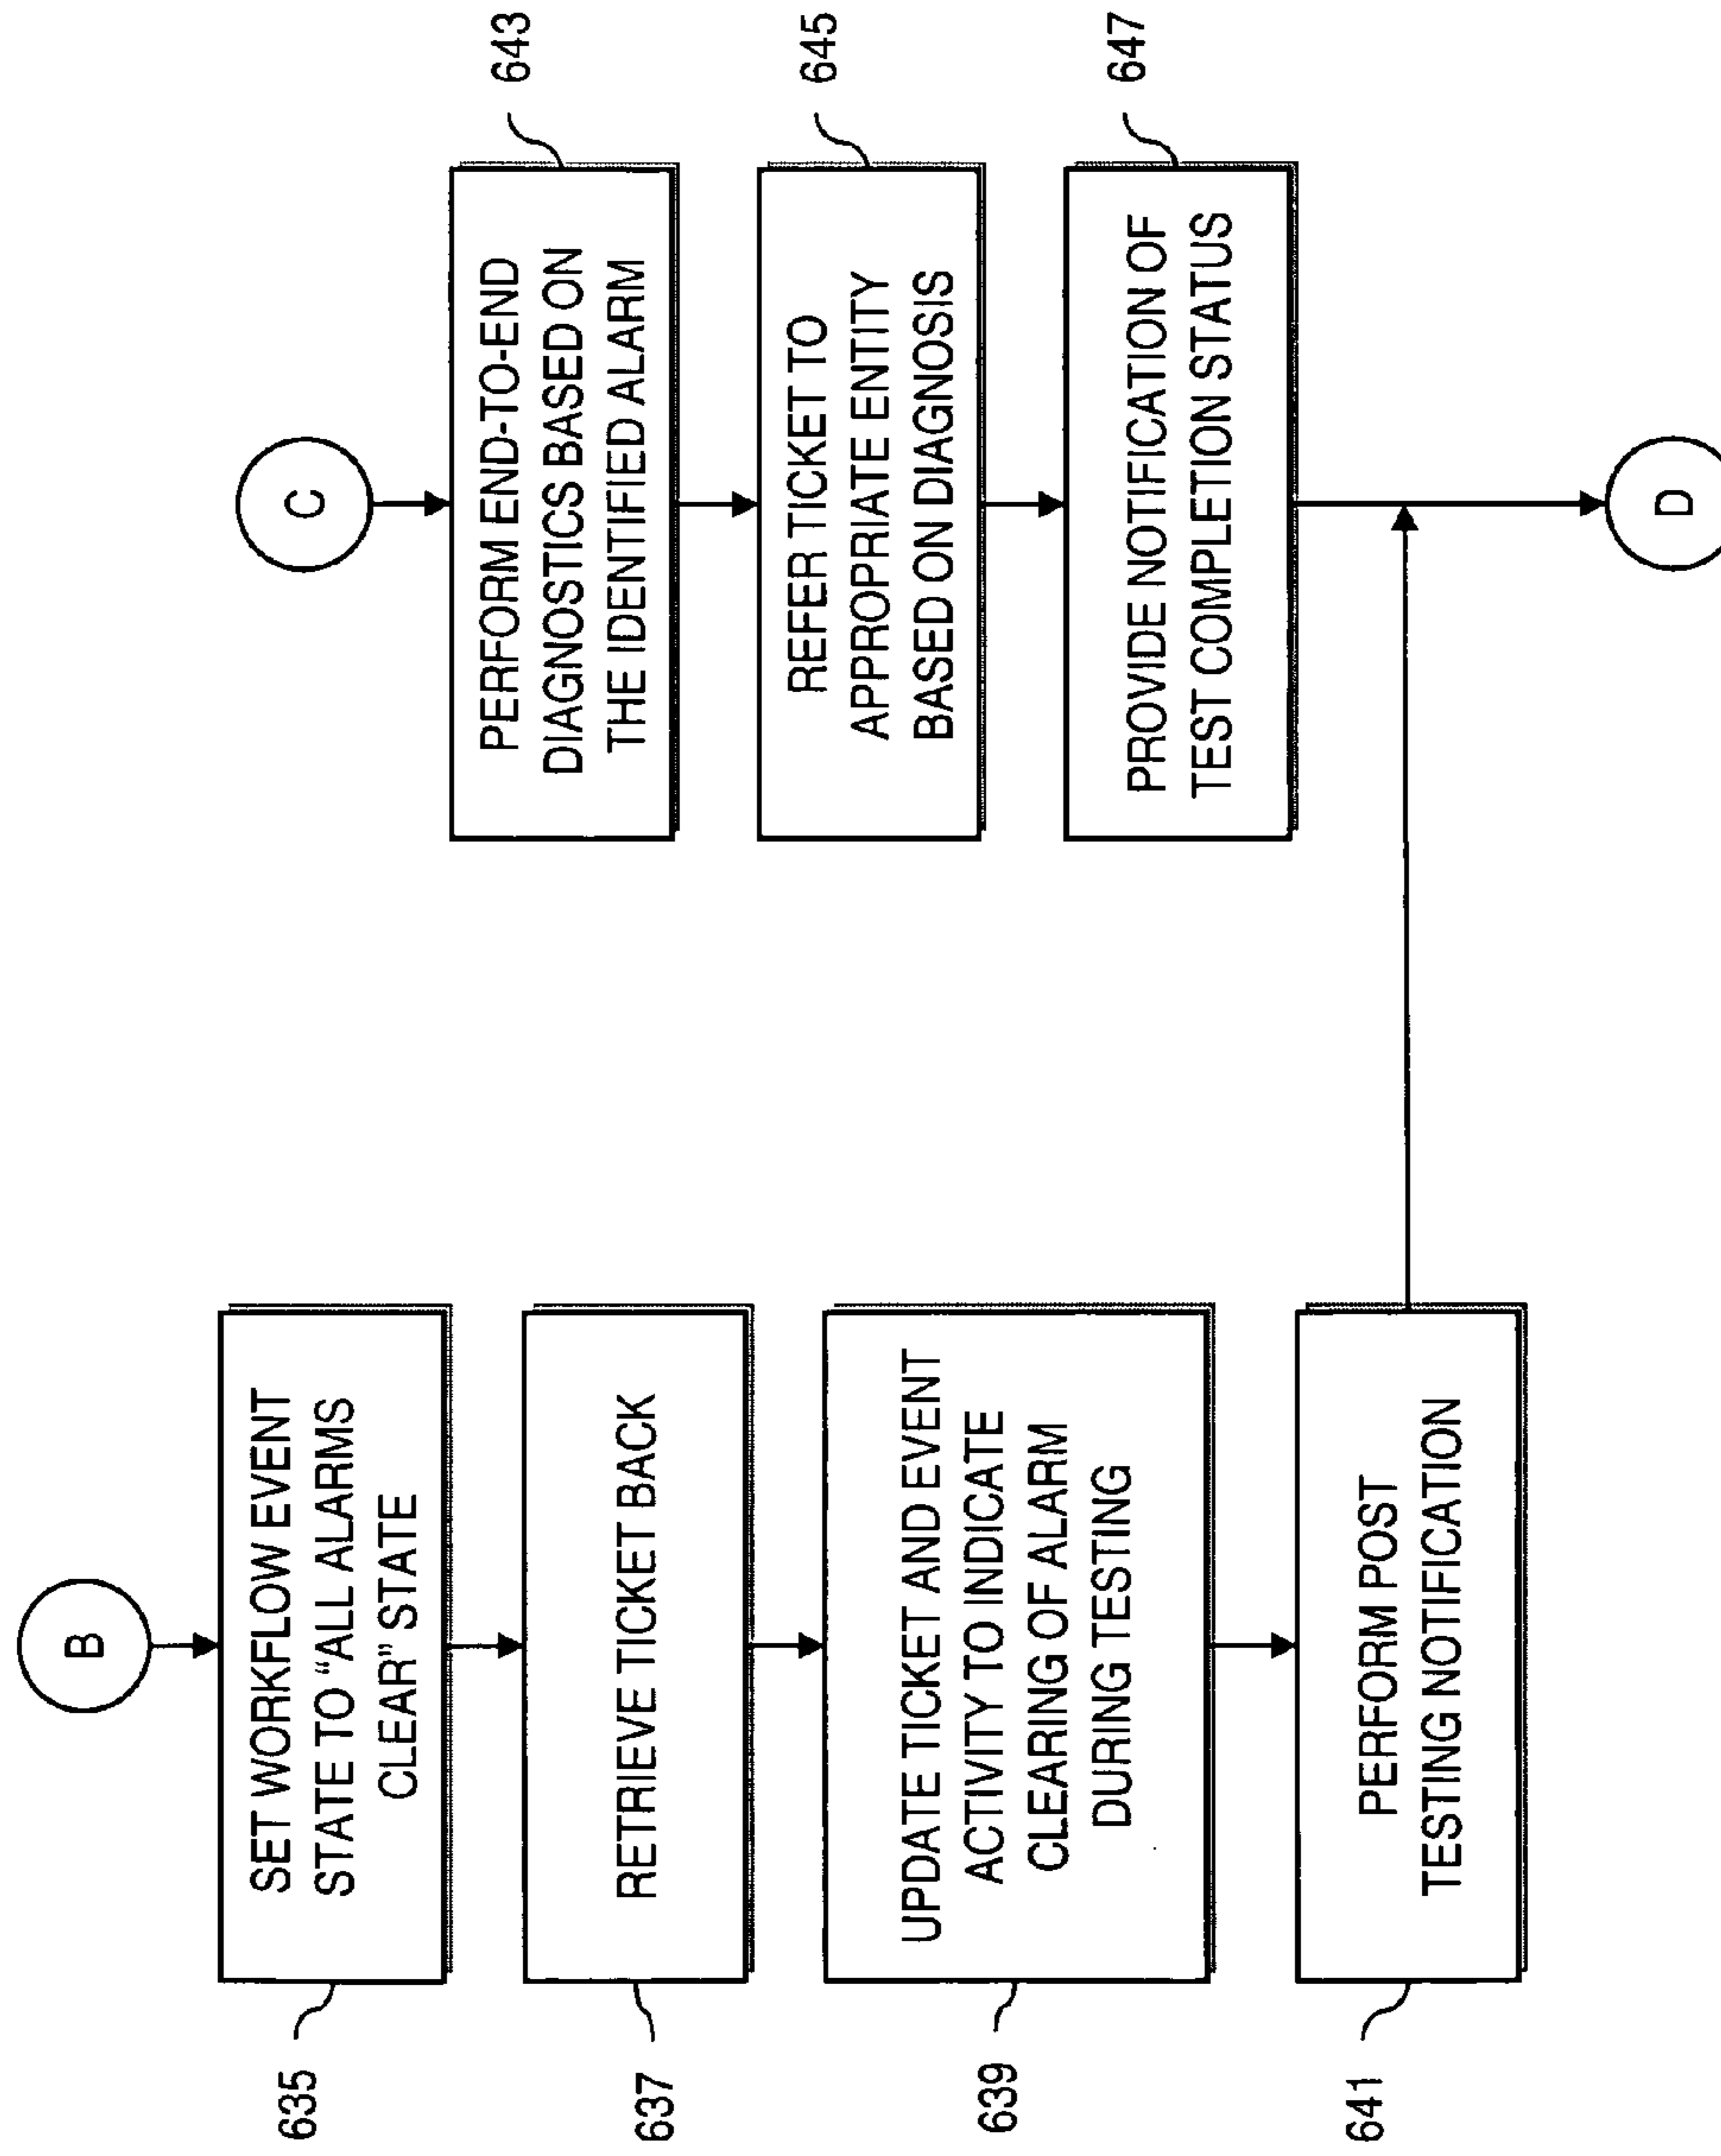 B
635
SET WORKFLOW EVENT
STATE TO “ALL ALARMS
CLEAR” STATE
637
RETRIEVE TICKET BACK
639
UPDATE TICKET AND EVENT
ACTIVITY TO INDICATE
CLEARING OF ALARM
DURING TESTING
641
PERFORM POST
TESTING NOTIFICATION
C
643
PERFORM END-TO-END
DIAGNOSTICS BASED ON
THE IDENTIFIED ALARM
645
REFER TICKET TO
APPROPRIATE ENTITY
BASED ON DIAGNOSIS
647
PROVIDE NOTIFICATION OF
TEST COMPLETION STATUS
D